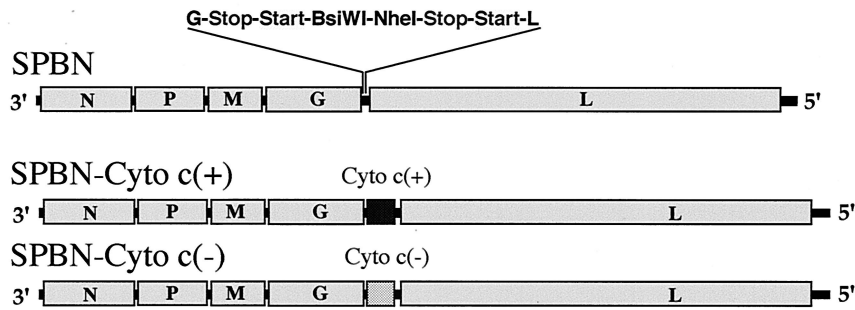 G-Stop-Start-BsiWI-NheI-Stop-Start-L
SPBN
3' N P M G L 5'
SPBN-Cyto c(+) Cyto c(+)
3' N P M G L 5'
SPBN-Cyto c(-) Cyto c(-)
3' N P M G L 5'